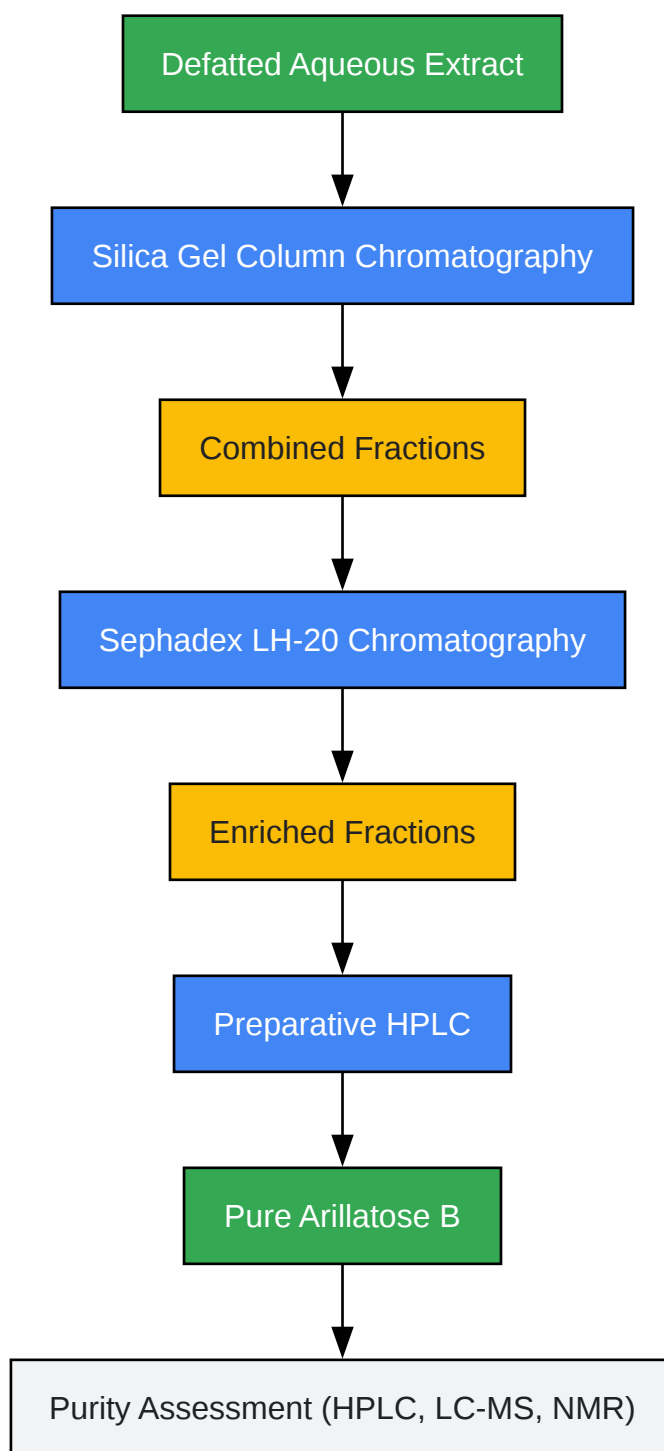 Defatted Aqueous Extract
Silica Gel Column Chromatography
Combined Fractions
Sephadex LH-20 Chromatography
Enriched Fractions
Preparative HPLC
Pure Arillatose B
Purity Assessment (HPLC, LC-MS, NMR)